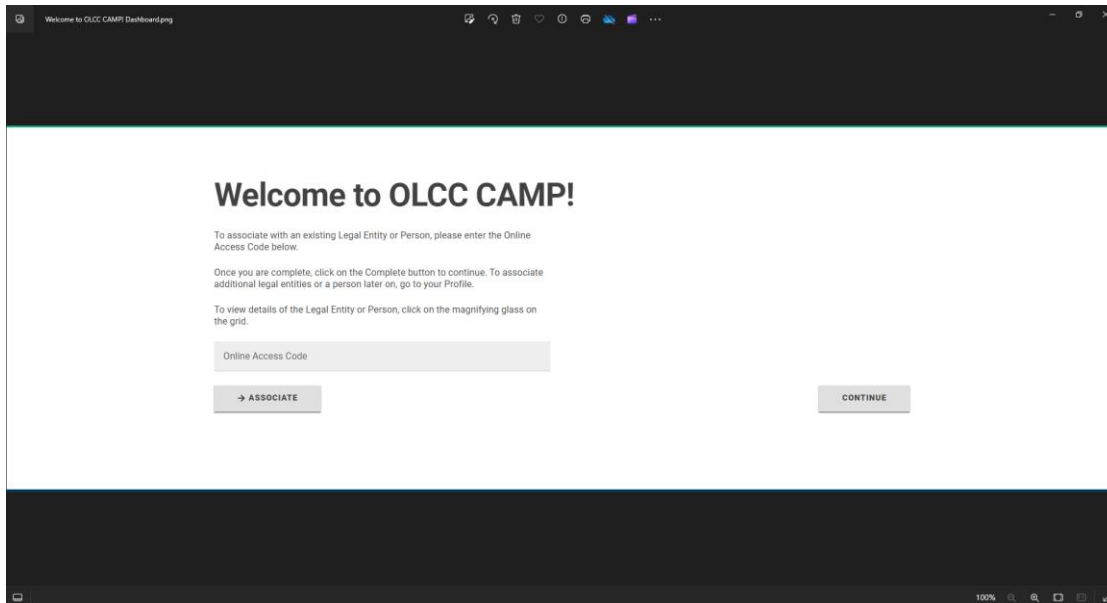 Welcome to OLCC CAMP! Dashboard.png
Welcome to OLCC CAMP!
To associate with an existing Legal Entity or Person, please enter the Online
Access Code below.
Once you are complete, click on the Complete button to continue. To associate
additional legal entities or a person later on, go to your Profile.
To view details of the Legal Entity or Person, click on the magnifying glass on
the grid.
Online Access Code
→ ASSOCIATE
CONTINUE
100%